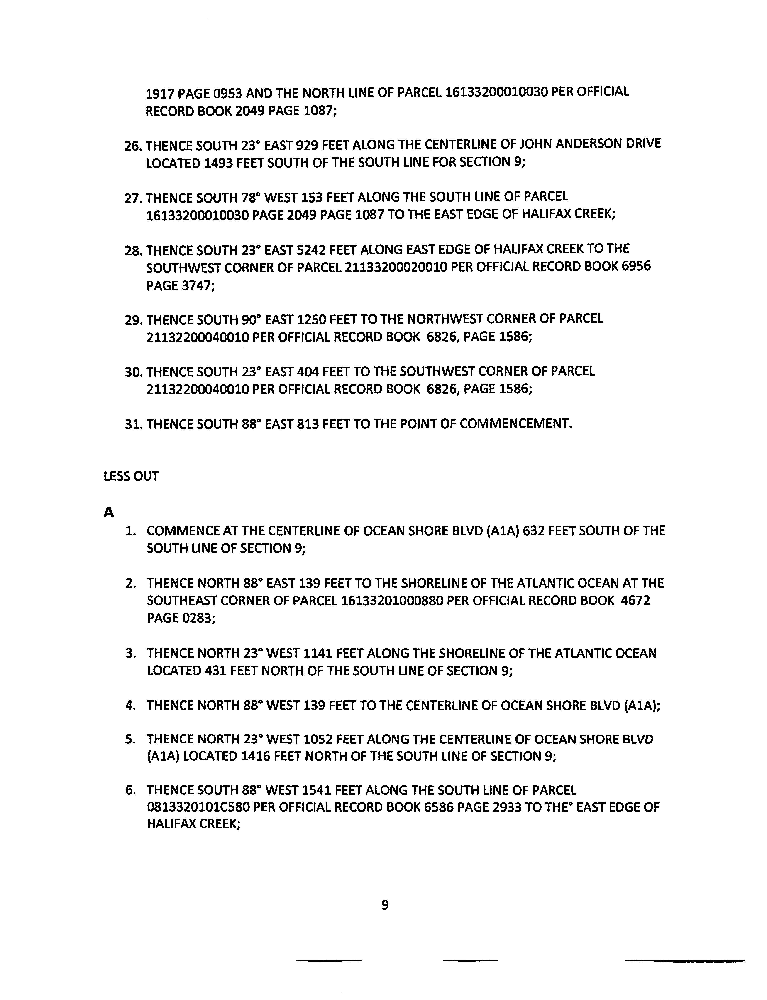 1917 PAGE 0953 AND THE NORTH LINE OF PARCEL 16133200010030 PER OFFICIAL
RECORD BOOK 2049 PAGE 1087;
26. THENCE SOUTH 23° EAST 929 FEET ALONG THE CENTERLINE OF JOHN ANDERSON DRIVE
LOCATED 1493 FEET SOUTH OF THE SOUTH LINE FOR SECTION 9;
27. THENCE SOUTH 78° WEST 153 FEET ALONG THE SOUTH LINE OF PARCEL
16133200010030 PAGE 2049 PAGE 1087 TO THE EAST EDGE OF HALIFAX CREEK;
28. THENCE SOUTH 23° EAST 5242 FEET ALONG EAST EDGE OF HALIFAX CREEK TO THE
SOUTHWEST CORNER OF PARCEL 21133200020010 PER OFFICIAL RECORD BOOK 6956
PAGE 3747;
29. THENCE SOUTH 90° EAST 1250 FEET TO THE NORTHWEST CORNER OF PARCEL
21132200040010 PER OFFICIAL RECORD BOOK 6826, PAGE 1586;
30. THENCE SOUTH 23° EAST 404 FEET TO THE SOUTHWEST CORNER OF PARCEL
21132200040010 PER OFFICIAL RECORD BOOK 6826, PAGE 1586;
31. THENCE SOUTH 88° EAST 813 FEET TO THE POINT OF COMMENCEMENT.
LESS OUT
A
1. COMMENCE AT THE CENTERLINE OF OCEAN SHORE BLVD (A1A) 632 FEET SOUTH OF THE
SOUTH LINE OF SECTION 9;
2. THENCE NORTH 88° EAST 139 FEET TO THE SHORELINE OF THE ATLANTIC OCEAN AT THE
SOUTHEAST CORNER OF PARCEL 16133201000880 PER OFFICIAL RECORD BOOK 4672
PAGE 0283;
3. THENCE NORTH 23° WEST 1141 FEET ALONG THE SHORELINE OF THE ATLANTIC OCEAN
LOCATED 431 FEET NORTH OF THE SOUTH LINE OF SECTION 9;
4. THENCE NORTH 88° WEST 139 FEET TO THE CENTERLINE OF OCEAN SHORE BLVD (A1A);
5. THENCE NORTH 23° WEST 1052 FEET ALONG THE CENTERLINE OF OCEAN SHORE BLVD
(A1A) LOCATED 1416 FEET NORTH OF THE SOUTH LINE OF SECTION 9;
6. THENCE SOUTH 88° WEST 1541 FEET ALONG THE SOUTH LINE OF PARCEL
0813320101C580 PER OFFICIAL RECORD BOOK 6586 PAGE 2933 TO THE° EAST EDGE OF
HALIFAX CREEK;
9